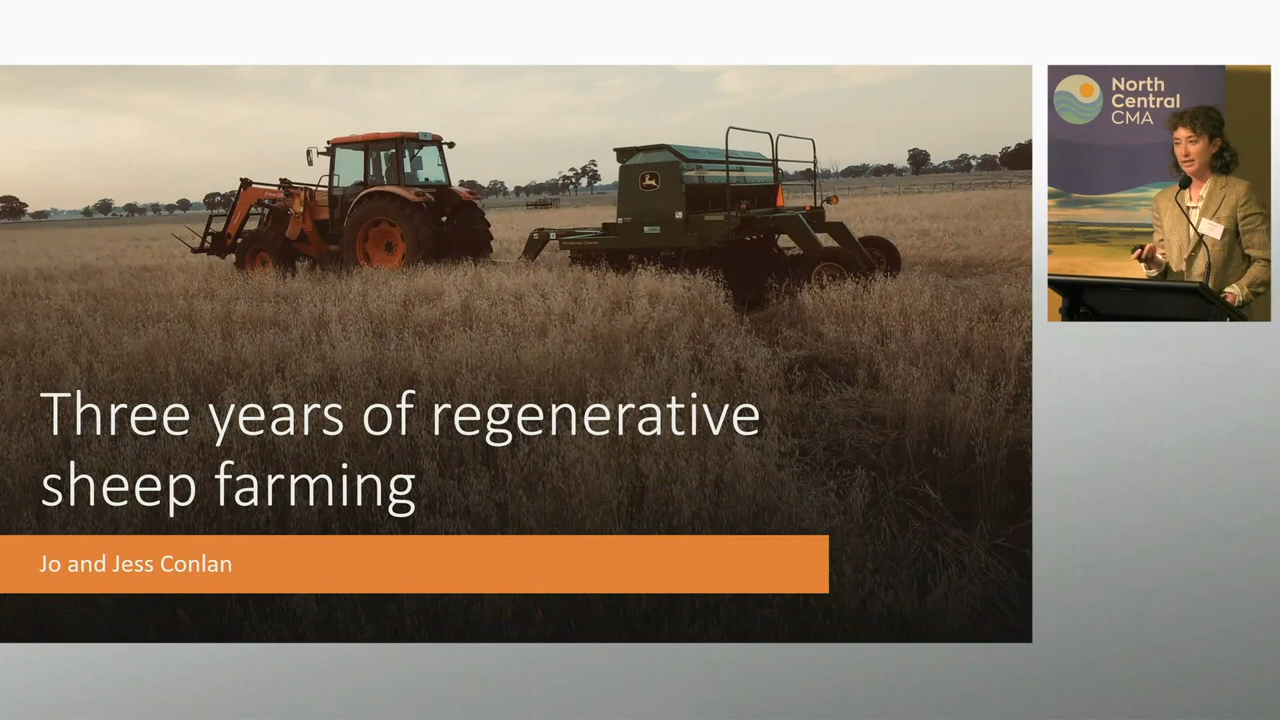 Three years of regenerative
sheep farming
Jo and Jess Conlan
North
Central
CMA